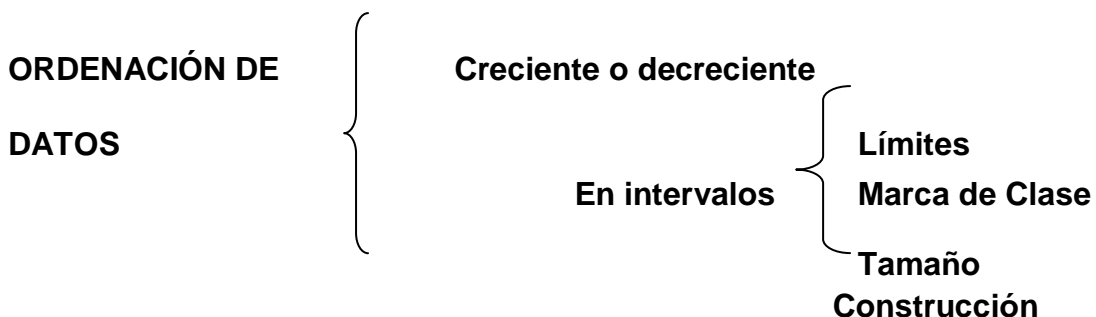 ORDENACIÓN DE Creciente o decreciente
DATOS Límites
En intervalos Marca de Clase
Tamaño
Construcción